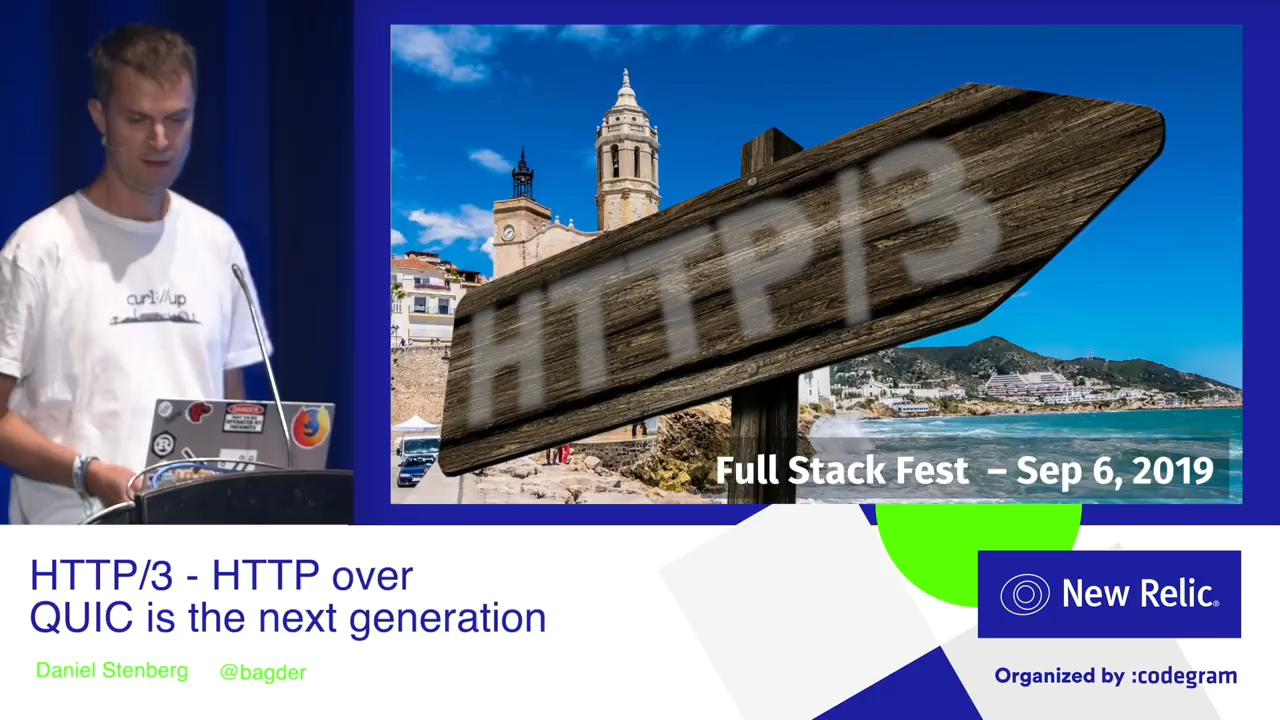 HTTP/3
Full Stack Fest – Sep 6, 2019
curl://up
DANGER
HTTP/3 - HTTP over
QUIC is the next generation
Daniel Stenberg @bagder
New Relic®
Organized by :codegram